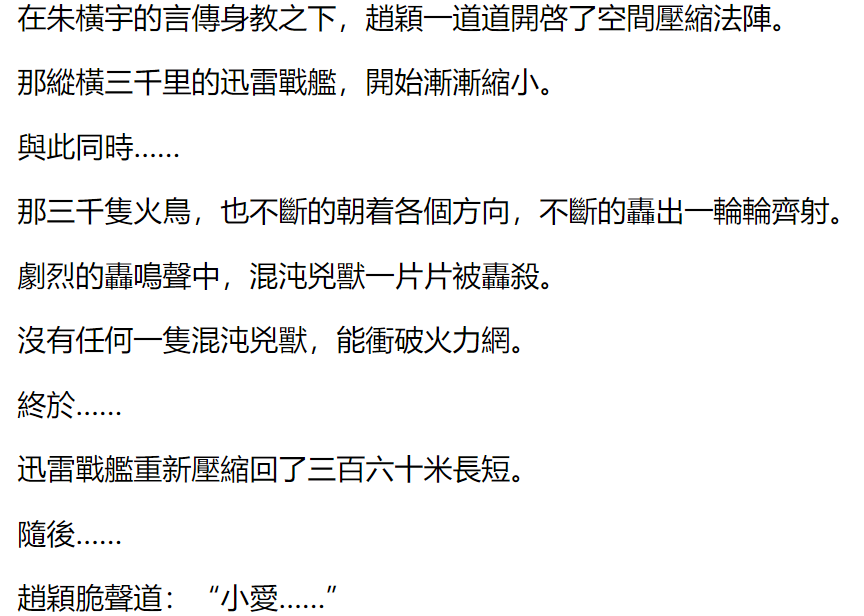 在朱橫宇的言傳身教之下，趙穎一道道開啓了空間壓縮法陣。
那縱橫三千里的迅雷戰艦，開始漸漸縮小。
與此同時……
那三千隻火鳥，也不斷的朝着各個方向，不斷的轟出一輪輪齊射。
劇烈的轟鳴聲中，混沌兇獸一片片被轟殺。
沒有任何一隻混沌兇獸，能衝破火力網。
終於……
迅雷戰艦重新壓縮回了三百六十米長短。
隨後……
趙穎脆聲道：“小愛……”